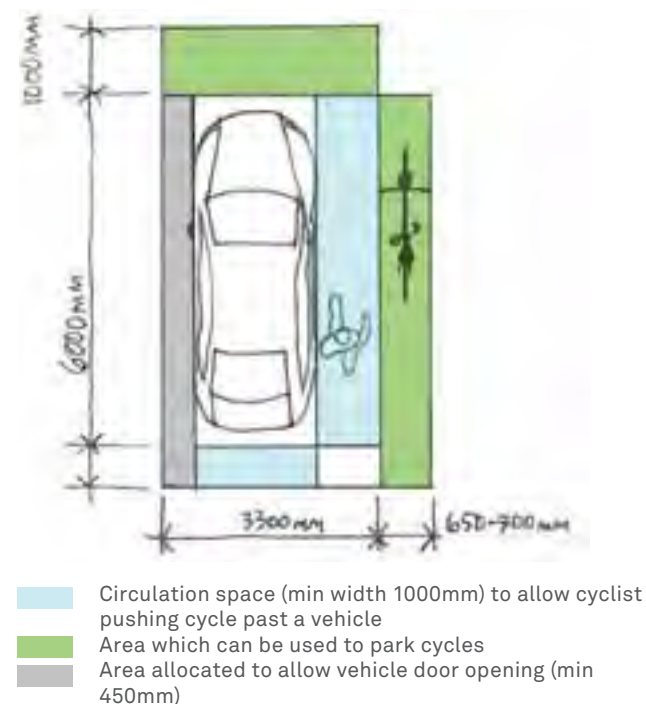 1000mm
6000mm
3300mm
650-700mm
Circulation space (min width 1000mm) to allow cyclist
pushing cycle past a vehicle
Area which can be used to park cycles
Area allocated to allow vehicle door opening (min
450mm)